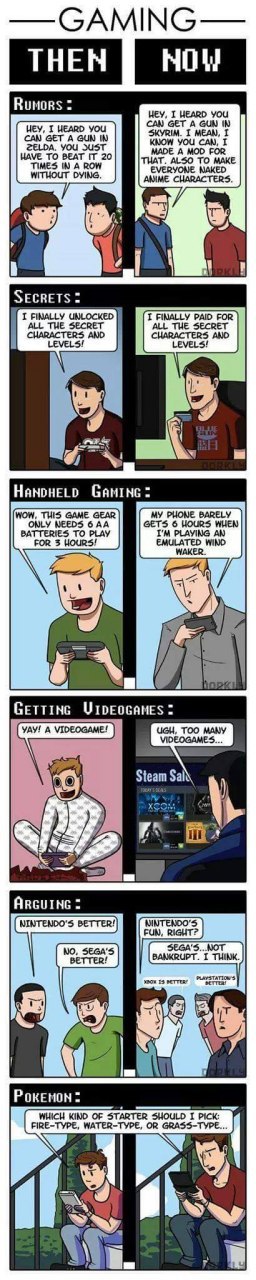 GAMING
THEN
NOW
RUMORS:
HEY, I HEARD YOU
CAN GET A GUN IN
ZELDA. YOU JUST
HAVE TO BEAT IT 20
TIMES IN A ROW
WITHOUT DYING.
HEY, I HEARD YOU
CAN GET A GUN IN
SKYRIM. I MEAN, I
KNOW YOU CAN, I
MADE A MOD FOR
THAT. ALSO TO MAKE
EVERYONE NAKED
ANIME CHARACTERS.
DORKLY
SECRETS:
I FINALLY UNLOCKED
ALL THE SECRET
CHARACTERS AND
LEVELS!
I FINALLY PAID FOR
ALL THE SECRET
CHARACTERS AND
LEVELS!
DORKLY
HANDHELD GAMING:
WOW, THIS GAME GEAR
ONLY NEEDS 6 AA
BATTERIES TO PLAY
FOR 3 HOURS!
MY PHONE BARELY
GETS 6 HOURS WHEN
I'M PLAYING AN
EMULATED WIND
WAKER.
DORKLY
GETTING VIDEOGAMES:
YAY! A VIDEOGAME!
UGH, TOO MANY
VIDEOGAMES...
Steam Sale
TODAY'S DEALS
XCOM
ARGUING:
NINTENDO'S BETTER!
NO, SEGA'S
BETTER!
NINTENDO'S
FUN, RIGHT?
SEGA'S...NOT
BANKRUPT. I THINK.
XBOX IS BETTER!
PLAYSTATION'S
BETTER!
DORKLY
POKEMON:
WHICH KIND OF STARTER SHOULD I PICK:
FIRE-TYPE, WATER-TYPE, OR GRASS-TYPE...
DORKLY